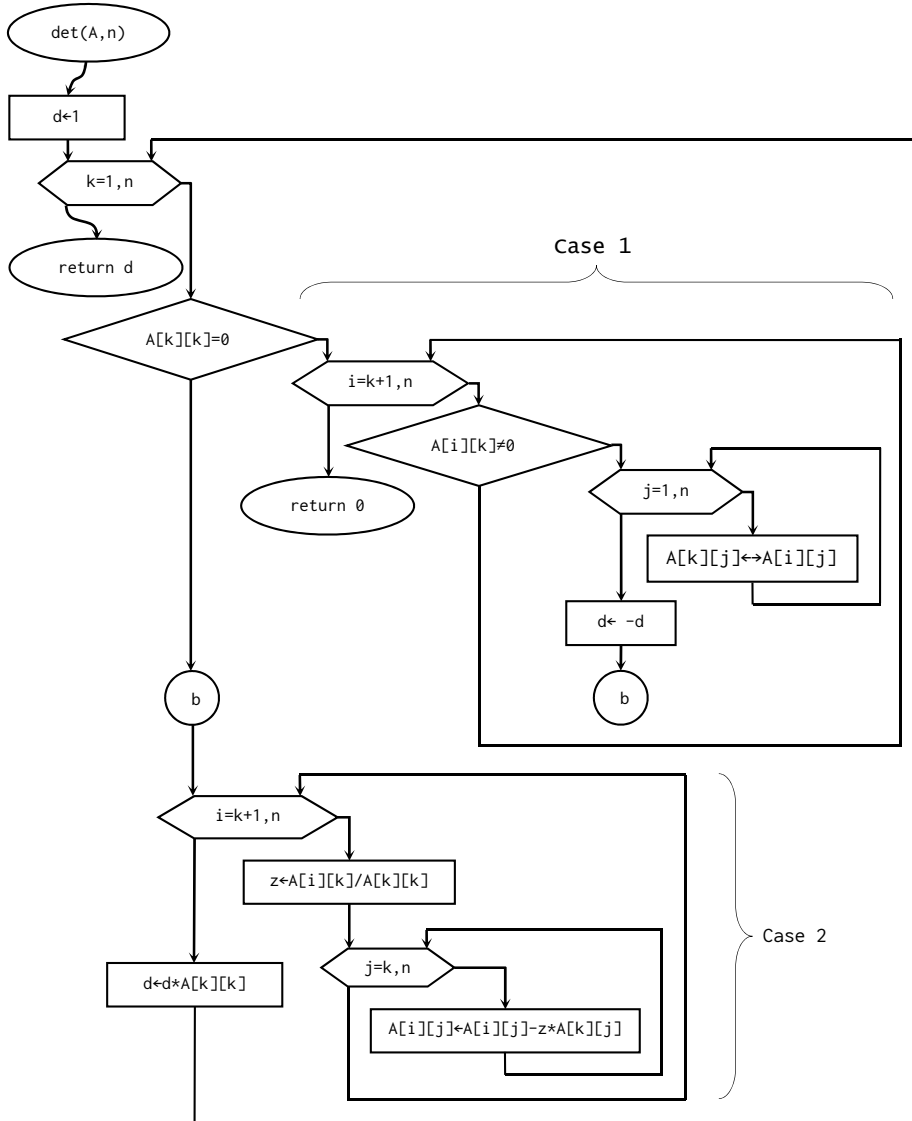 det(A,n)
d←1
k=1,n
return d
Case 1
A[k][k]=0
i=k+1,n
A[i][k]≠0
return 0
j=1,n
A[k][j]↔A[i][j]
d← -d
b
b
i=k+1,n
z←A[i][k]/A[k][k]
Case 2
j=k,n
d←d*A[k][k]
A[i][j]←A[i][j]-z*A[k][j]